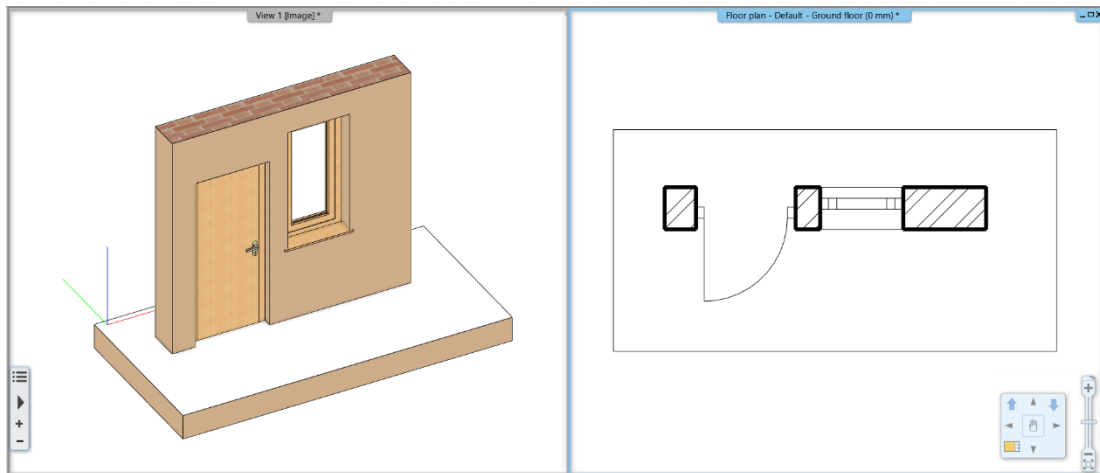 View 1 [Image] *
Floor plan - Default - Ground floor (0 mm) *